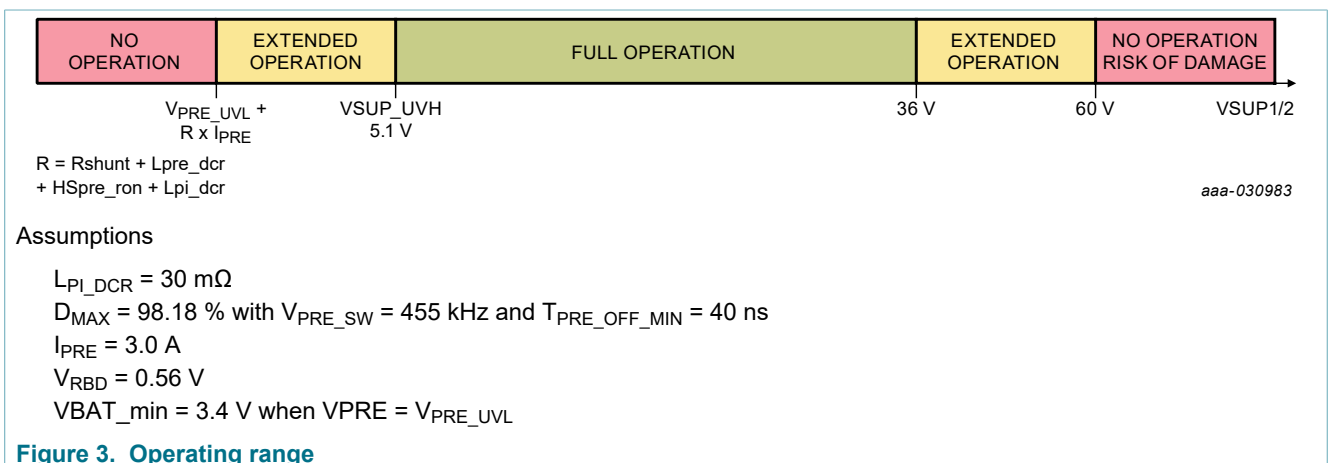 NO OPERATION
EXTENDED OPERATION
FULL OPERATION
EXTENDED OPERATION
NO OPERATION RISK OF DAMAGE
VPRE_UVL +
R x IPRE
VSUP_UVH
5.1 V
36 V
60 V
VSUP1/2
R = Rshunt + Lpre_dcr
+ HSpre_ron + Lpi_dcr
aaa-030983
Assumptions
LPI_DCR = 30 mΩ
DMAX = 98.18 % with VPRE_SW = 455 kHz and TPRE_OFF_MIN = 40 ns
IPRE = 3.0 A
VRBD = 0.56 V
VBAT_min = 3.4 V when VPRE = VPRE_UVL
Figure 3. Operating range